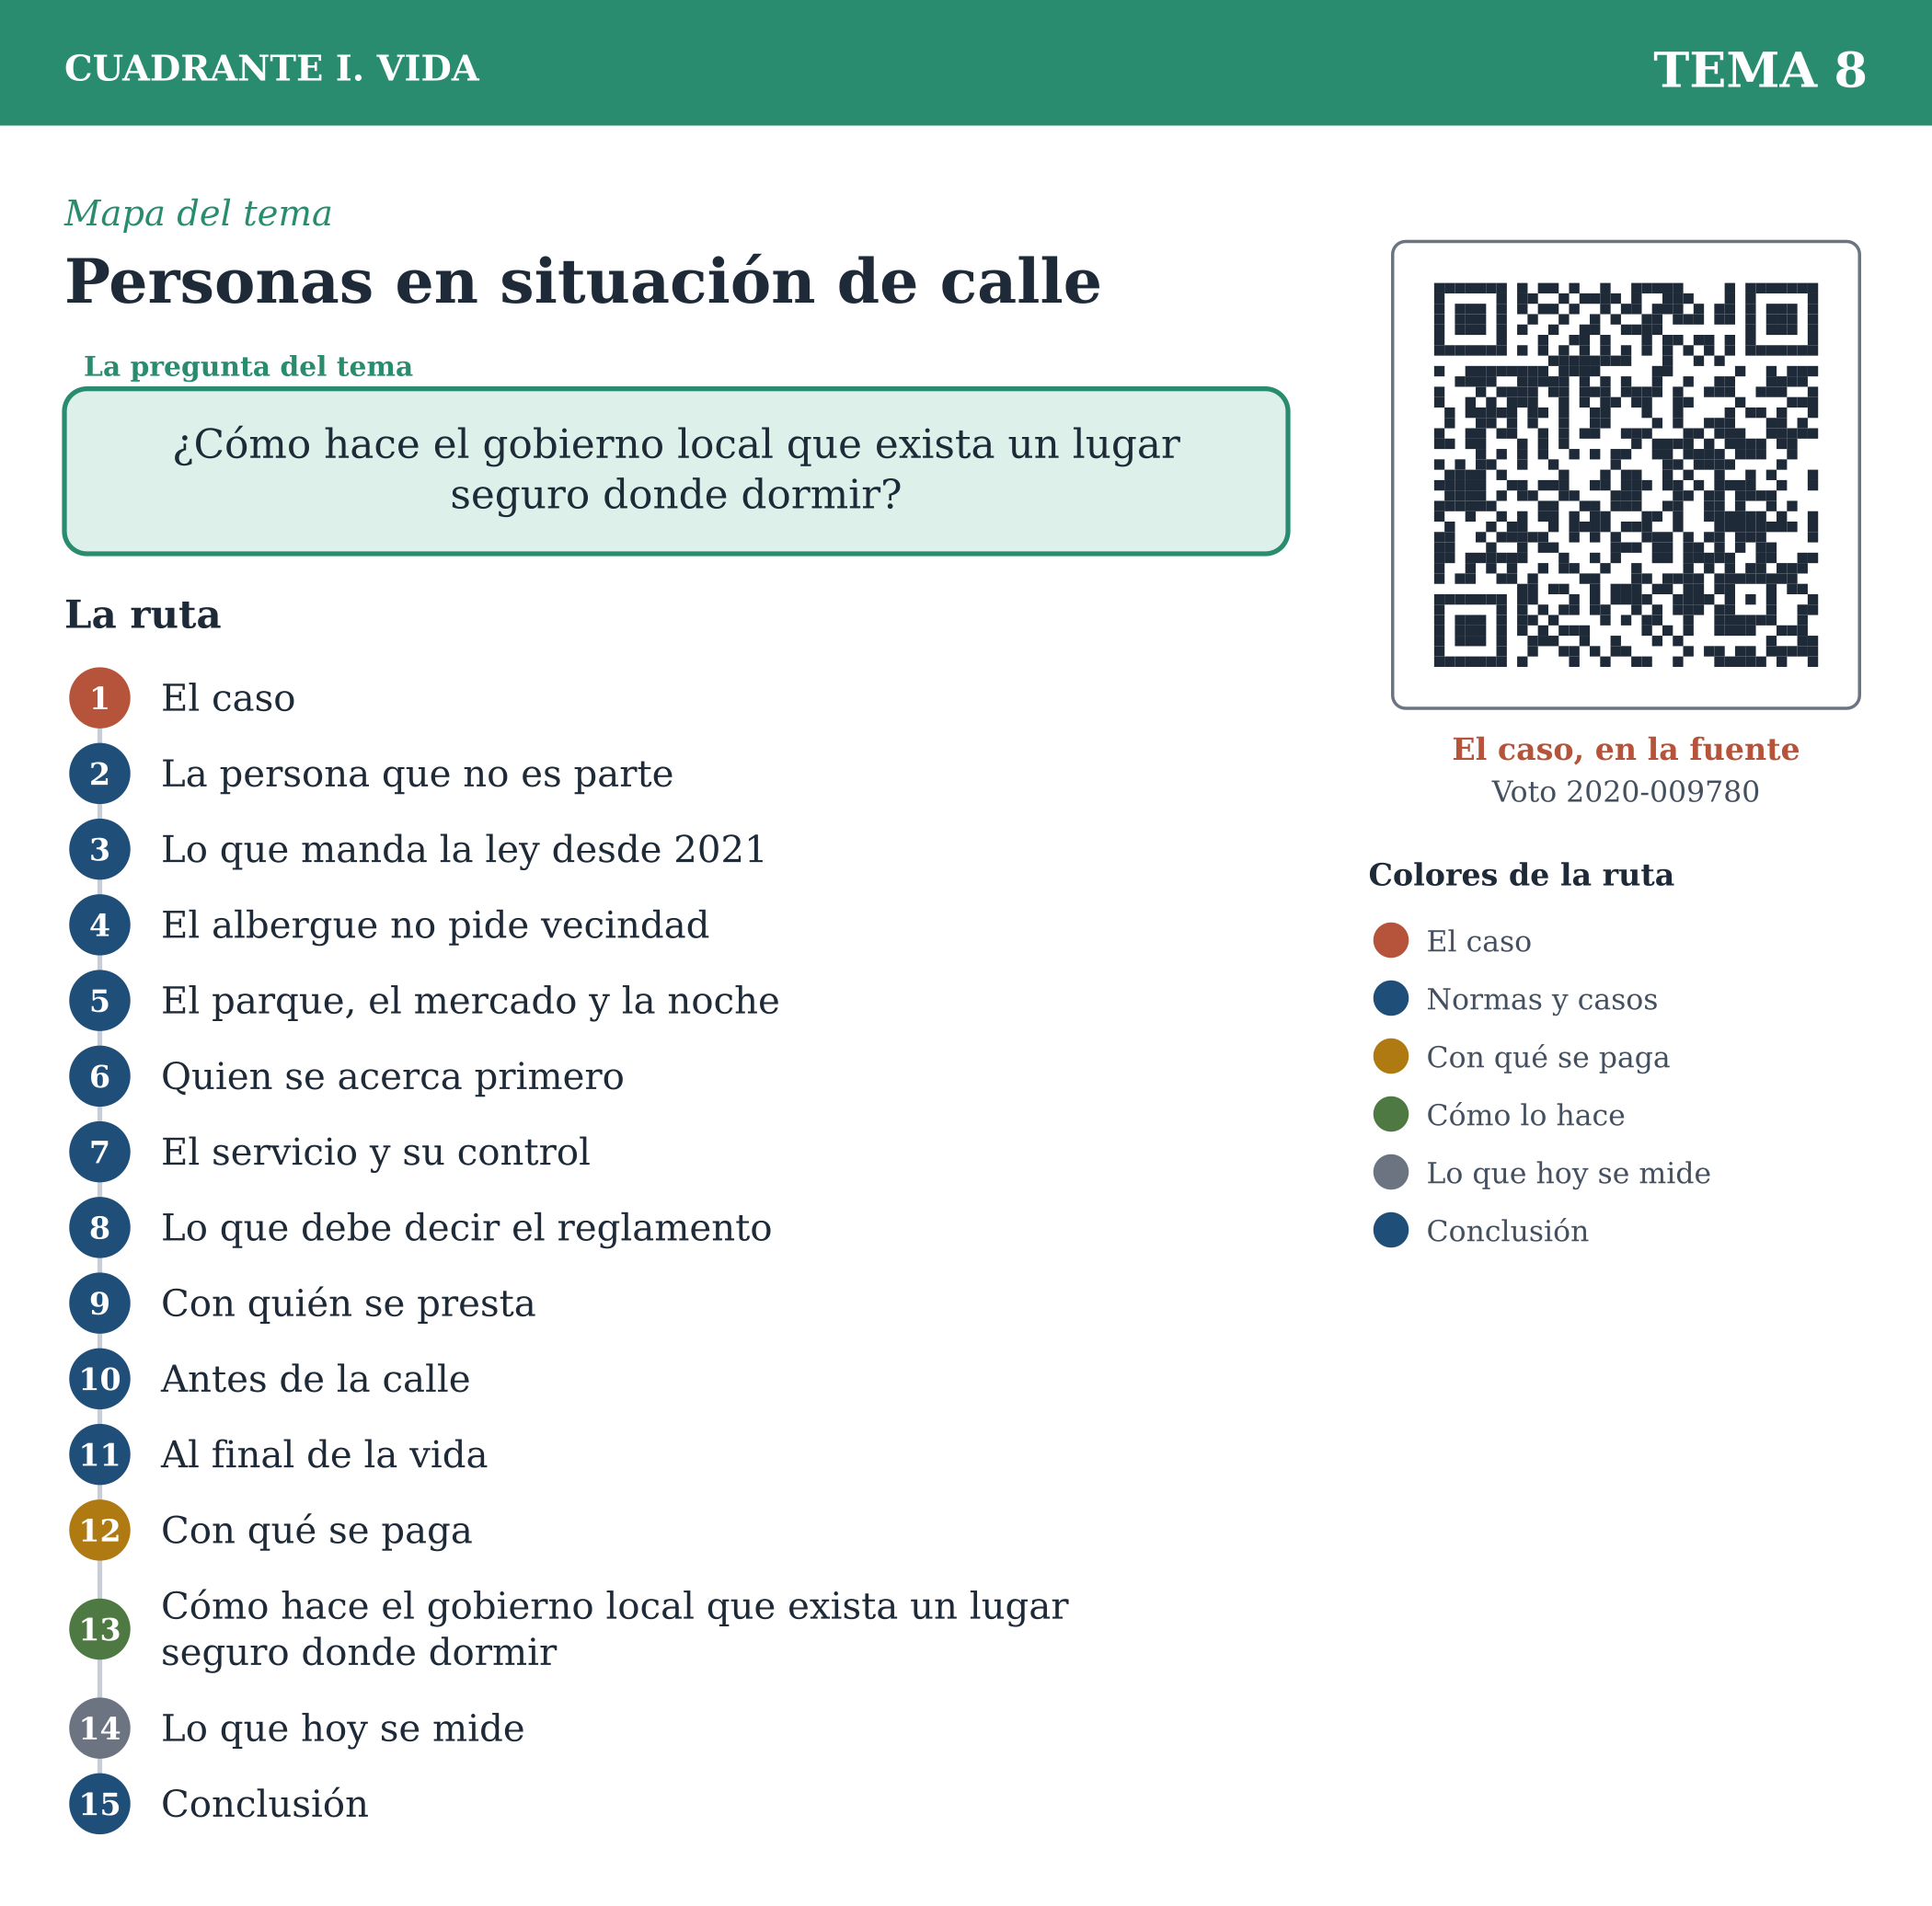 CUADRANTE I. VIDA
TEMA 8
Mapa del tema
Personas en situación de calle
La pregunta del tema
¿Cómo hace el gobierno local que exista un lugar
seguro donde dormir?
La ruta
1 El caso
2 La persona que no es parte
3 Lo que manda la ley desde 2021
4 El albergue no pide vecindad
5 El parque, el mercado y la noche
6 Quien se acerca primero
7 El servicio y su control
8 Lo que debe decir el reglamento
9 Con quién se presta
10 Antes de la calle
11 Al final de la vida
12 Con qué se paga
13 Cómo hace el gobierno local que exista un lugar
seguro donde dormir
14 Lo que hoy se mide
15 Conclusión
El caso, en la fuente
Voto 2020-009780
Colores de la ruta
El caso
Normas y casos
Con qué se paga
Cómo lo hace
Lo que hoy se mide
Conclusión